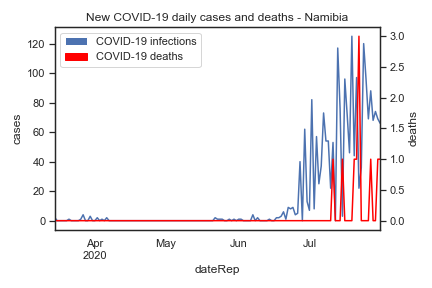 New COVID-19 daily cases and deaths - Namibia
COVID-19 infections
COVID-19 deaths
cases
120
100
80
60
40
20
0
deaths
3.0
2.5
2.0
1.5
1.0
0.5
0.0
Apr
2020
May
Jun
Jul
dateRep